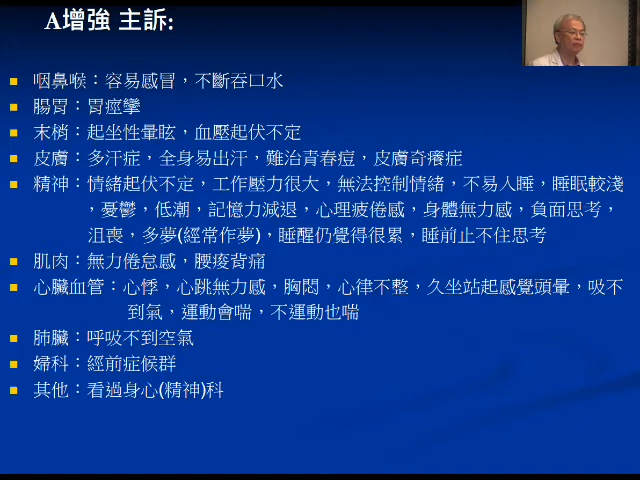 A增強 主訴:
咽鼻喉：容易感冒，不斷吞口水
腸胃：胃痙攣
末梢：起坐性暈眩，血壓起伏不定
皮膚：多汗症，全身易出汗，難治青春痘，皮膚奇癢症
精神：情緒起伏不定，工作壓力很大，無法控制情緒，不易入睡，睡眠較淺
，憂鬱，低潮，記憶力減退，心理疲倦感，身體無力感，負面思考，
沮喪，多夢(經常作夢)，睡醒仍覺得很累，睡前止不住思考
肌肉：無力倦怠感，腰痠背痛
心臟血管：心悸，心跳無力感，胸悶，心律不整，久坐站起感覺頭暈，吸不
到氣，運動會喘，不運動也喘
肺臟：呼吸不到空氣
婦科：經前症候群
其他：看過身心(精神)科